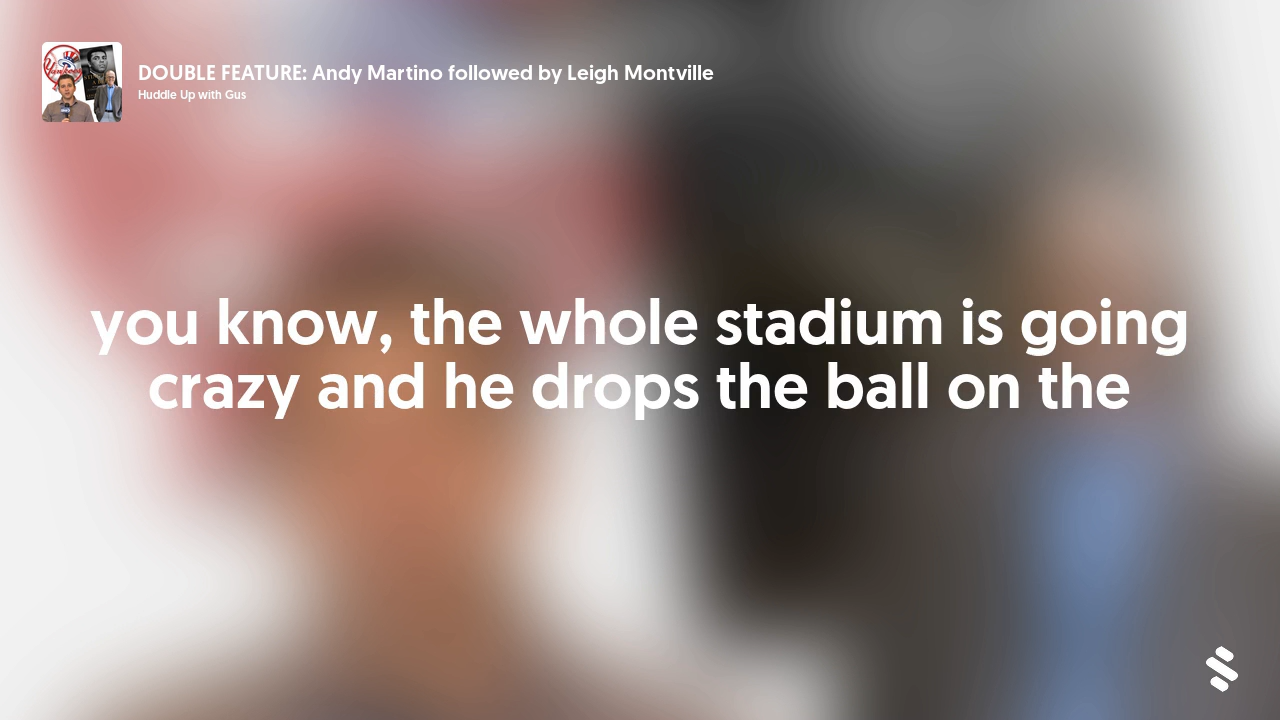 DOUBLE FEATURE: Andy Martino followed by Leigh Montville
Huddle Up with Gus
you know, the whole stadium is going
crazy and he drops the ball on the